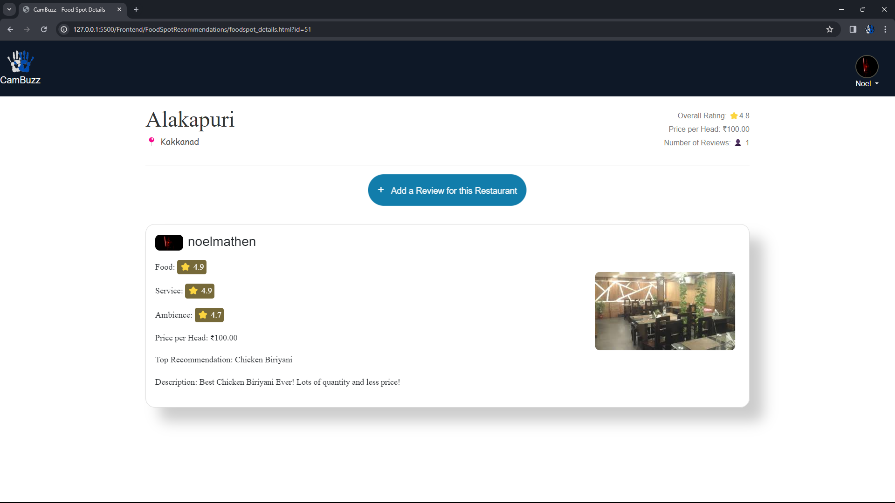 CamBuzz - Food Spot Details
127.0.0.1:5500/Frontend/FoodSpotRecommendations/foodspot_details.html?id=51
CamBuzz
Noel
Alakapuri
Kakkanad
Overall Rating: ⭐4.8
Price per Head: ₹100.00
Number of Reviews: 👤 1
+ Add a Review for this Restaurant
noelmathen
Food: ⭐ 4.9
Service: ⭐ 4.9
Ambience: ⭐ 4.7
Price per Head: ₹100.00
Top Recommendation: Chicken Biriyani
Description: Best Chicken Biriyani Ever! Lots of quantity and less price!